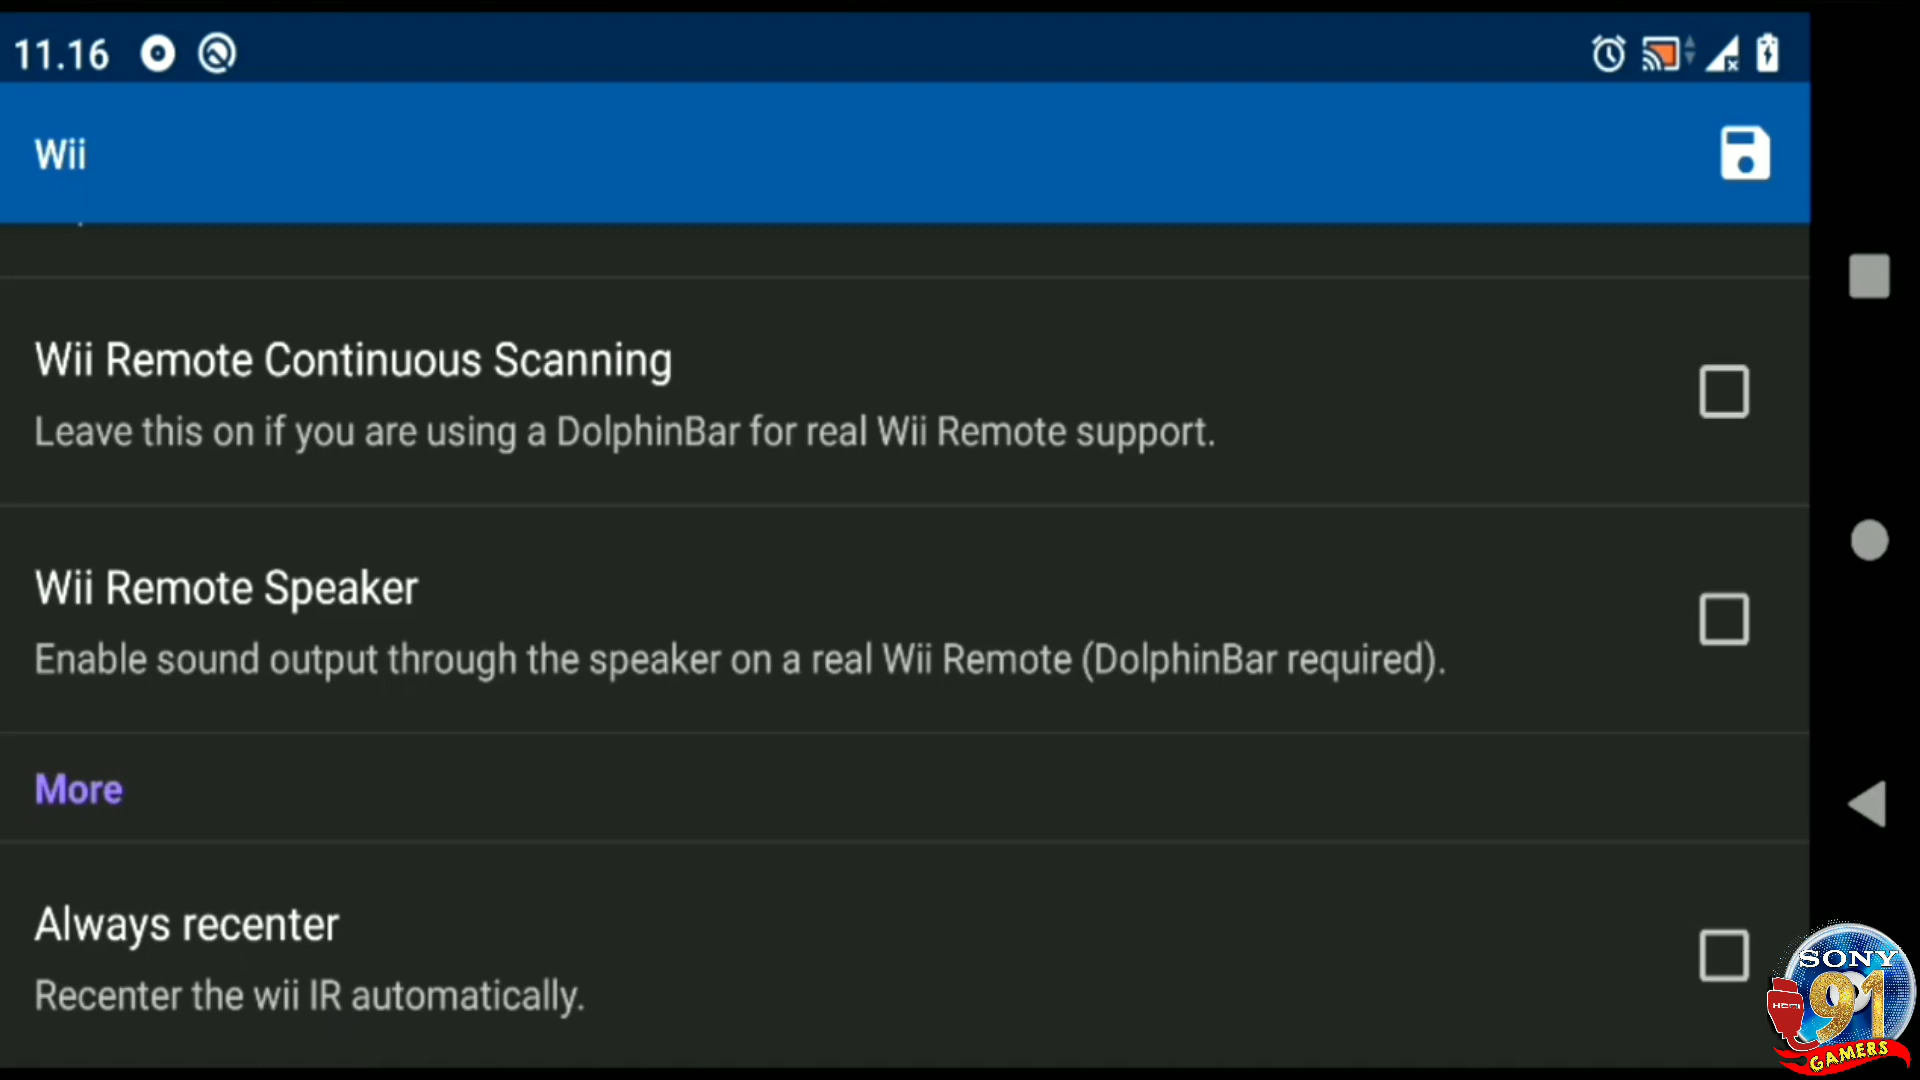 11.16
Wii
Wii Remote Continuous Scanning
Leave this on if you are using a DolphinBar for real Wii Remote support.
Wii Remote Speaker
Enable sound output through the speaker on a real Wii Remote (DolphinBar required).
More
Always recenter
Recenter the wii IR automatically.
SONY
91
HDMI
GAMERS